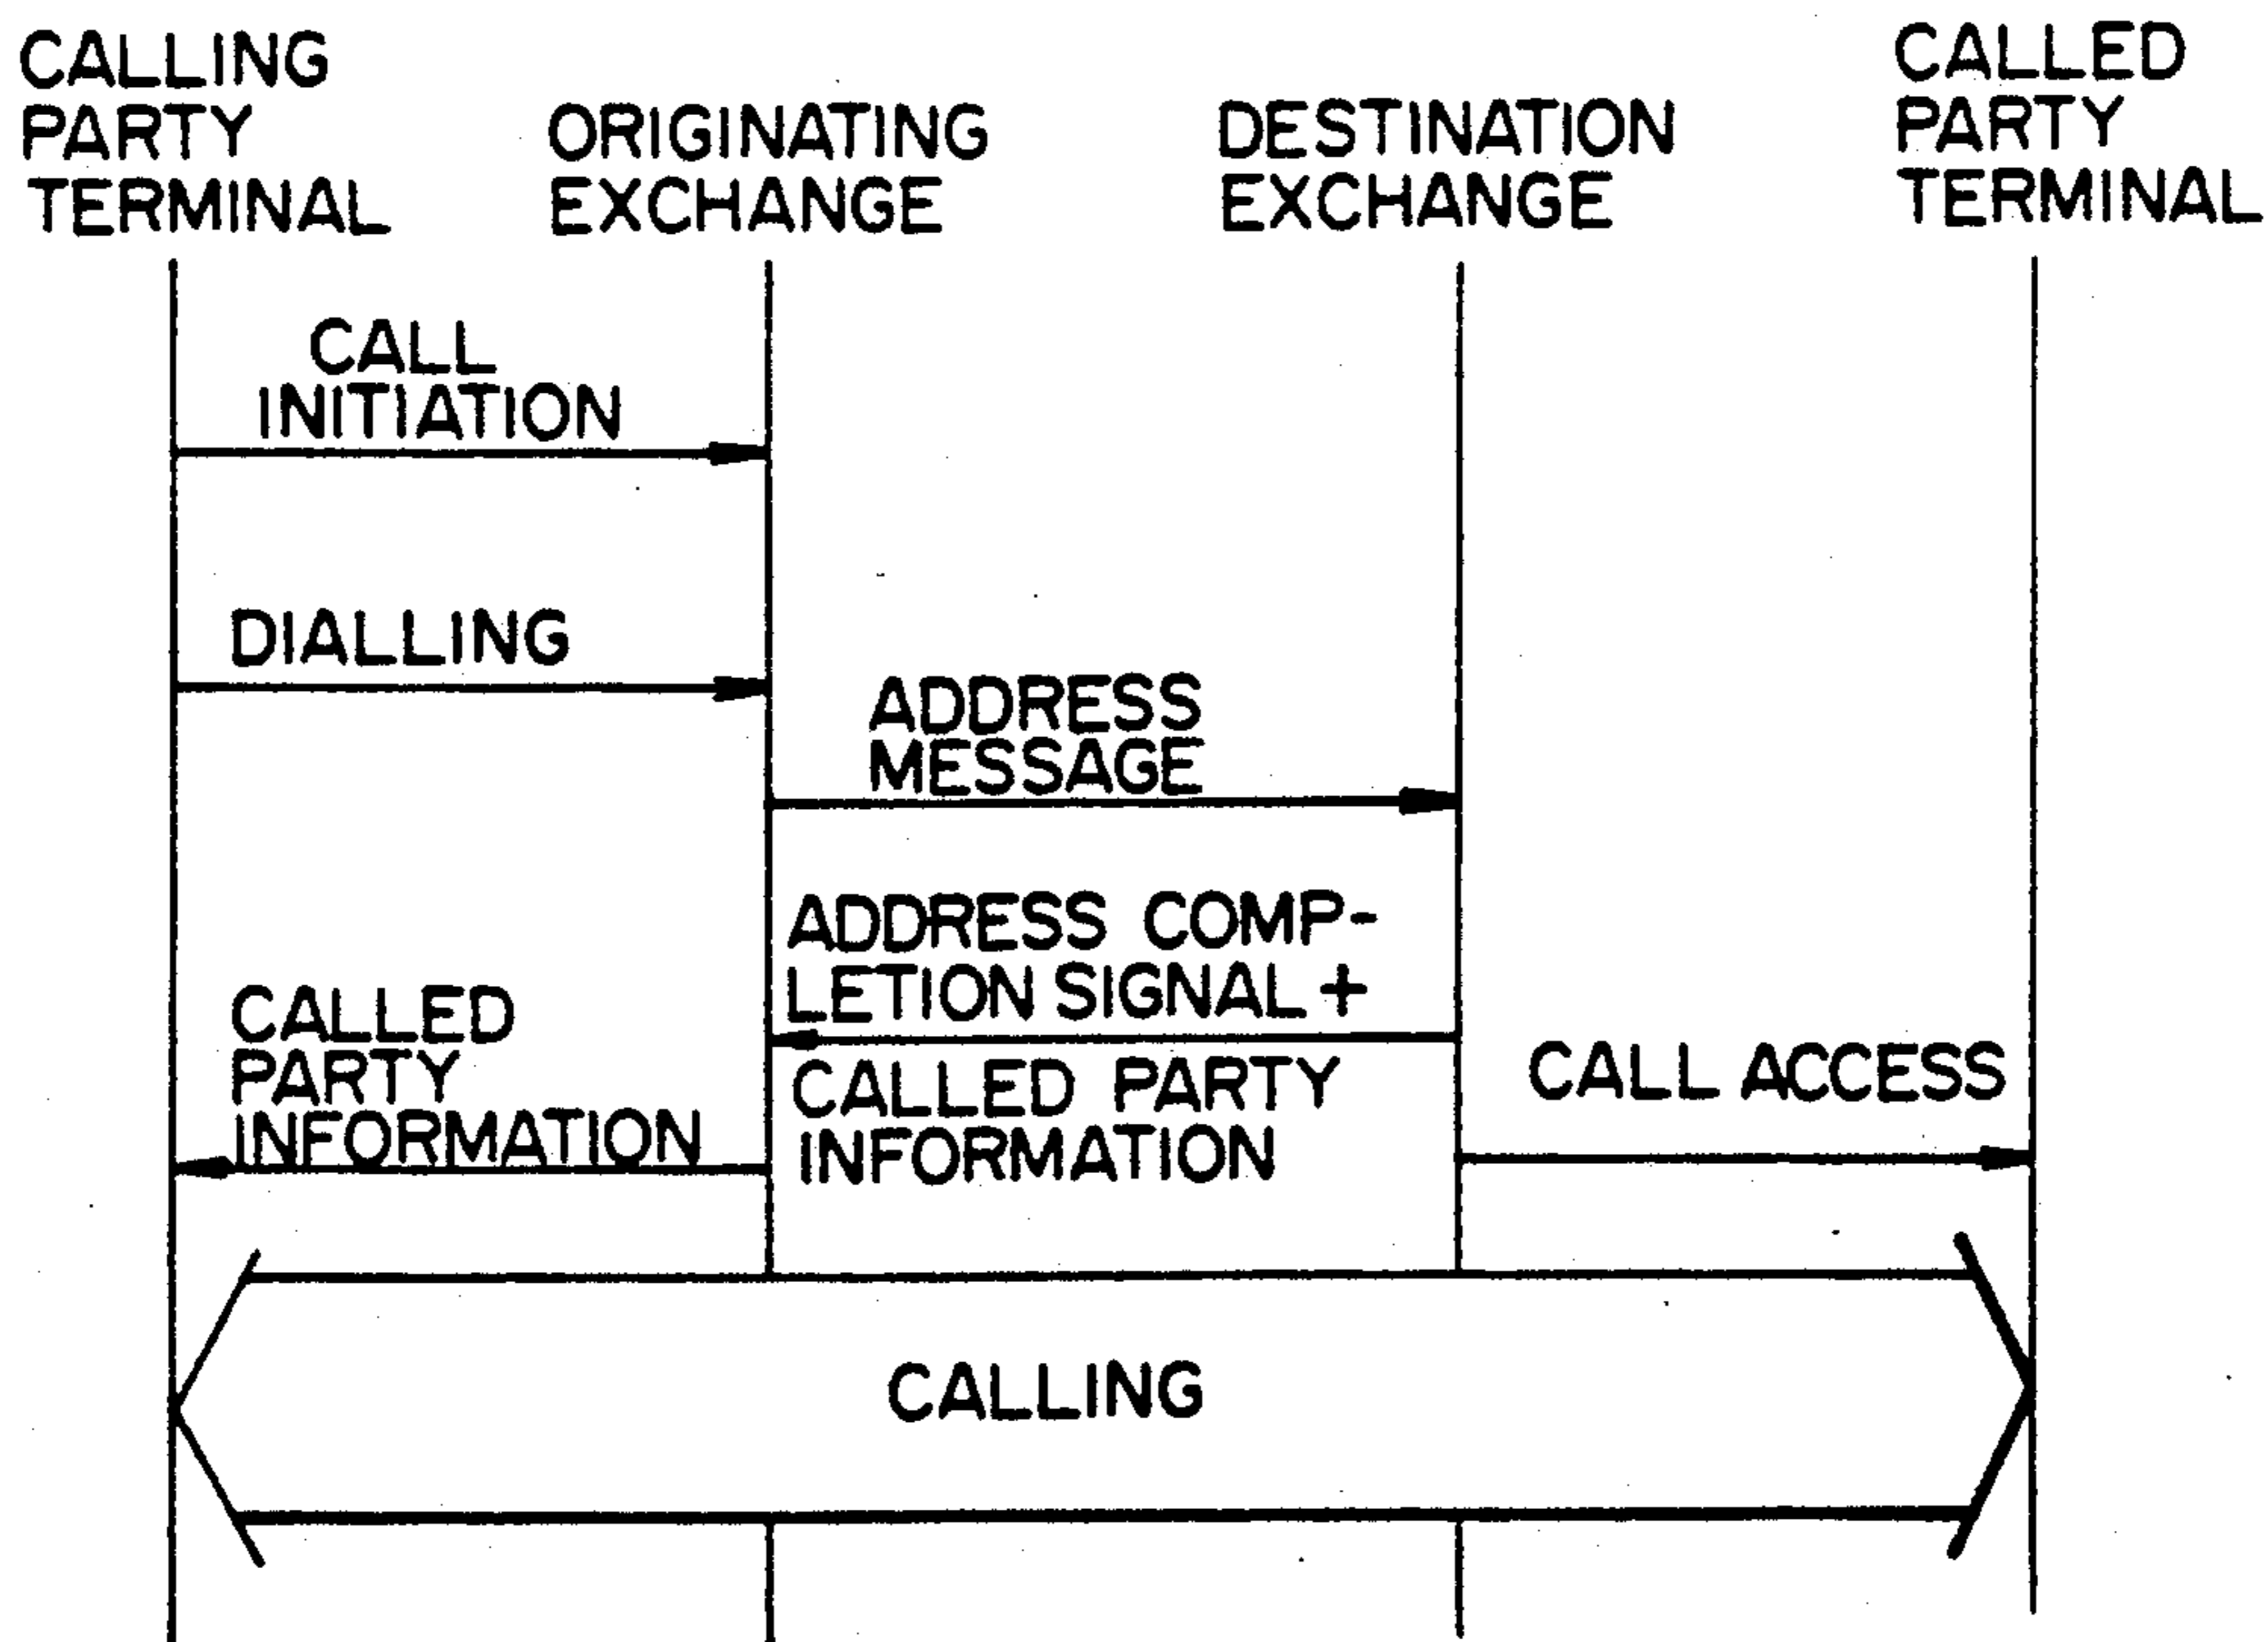 CALLING
PARTY
TERMINAL
ORIGINATING
EXCHANGE
DESTINATION
EXCHANGE
CALLED
PARTY
TERMINAL
CALL
INITIATION
DIALLING
ADDRESS
MESSAGE
ADDRESS COMP-
LETION SIGNAL +
CALLED PARTY
INFORMATION
CALLED
PARTY
INFORMATION
CALL ACCESS
CALLING